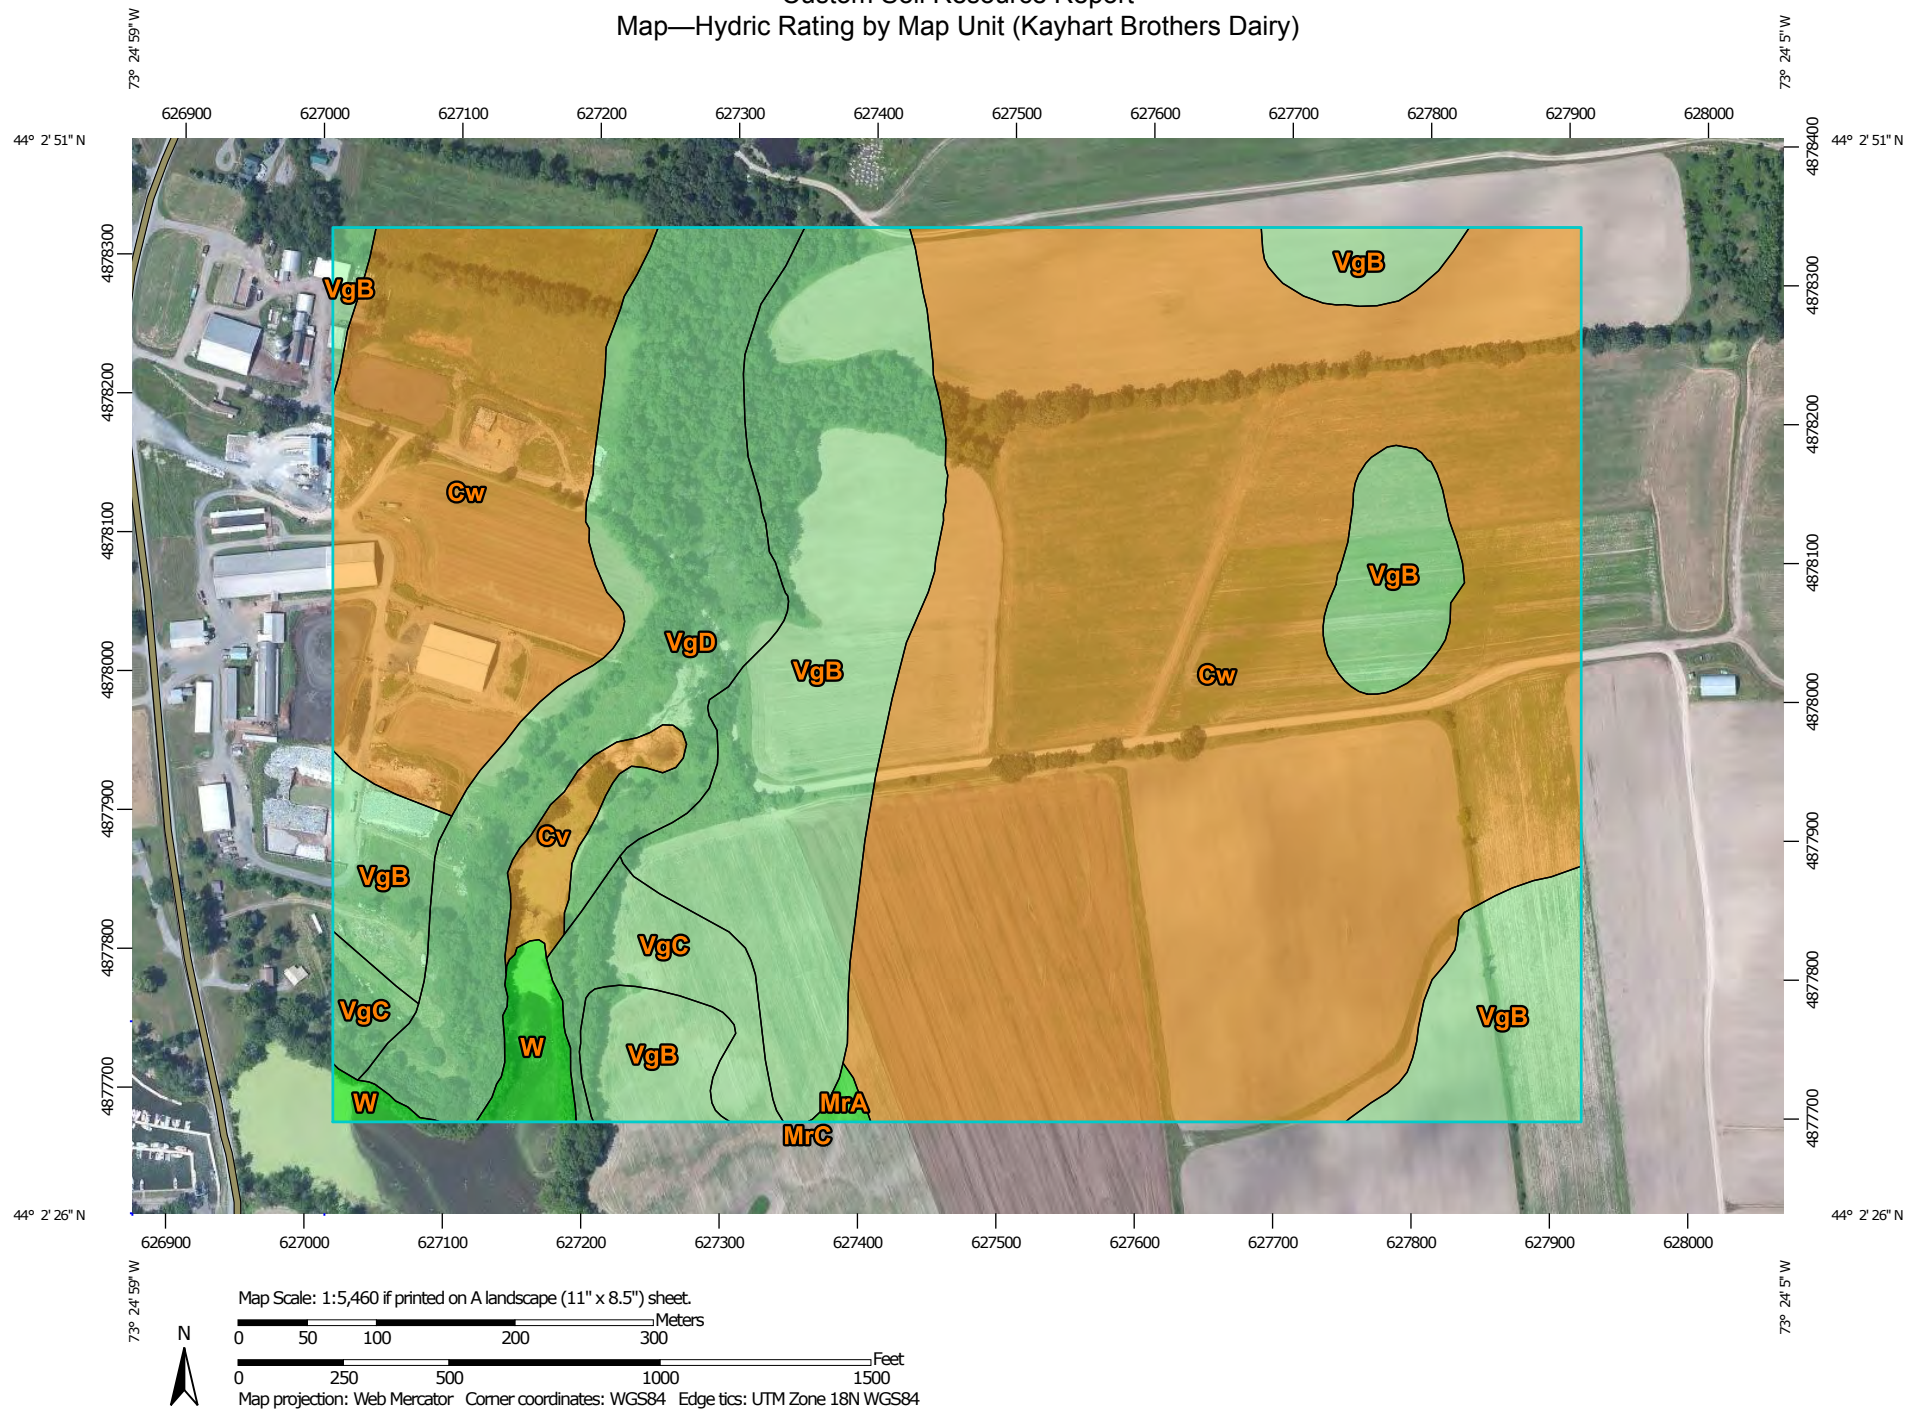 Custom Soil Resource Report
Map—Hydric Rating by Map Unit (Kayhart Brothers Dairy)
73° 24' 59'' W
73° 24' 5'' W
626900 627000 627100 627200 627300 627400 627500 627600 627700 627800 627900 628000
44° 2' 51'' N
44° 2' 51'' N
4878400
4878300
4878300
4878200
4878200
4878100
4878100
4878000
4878000
4877900
4877900
4877800
4877800
4877700
4877700
VgB
VgB
Cw
VgB
VgD
VgB
Cw
Cv
VgB
VgC
VgC
VgB
W
VgB
W
MrA
MrC
44° 2' 26'' N
44° 2' 26'' N
626900 627000 627100 627200 627300 627400 627500 627600 627700 627800 627900 628000
73° 24' 59'' W
73° 24' 5'' W
N
Map Scale: 1:5,460 if printed on A landscape (11" x 8.5") sheet.
Meters
0 50 100 200 300
Feet
0 250 500 1000 1500
Map projection: Web Mercator Corner coordinates: WGS84 Edge tics: UTM Zone 18N WGS84